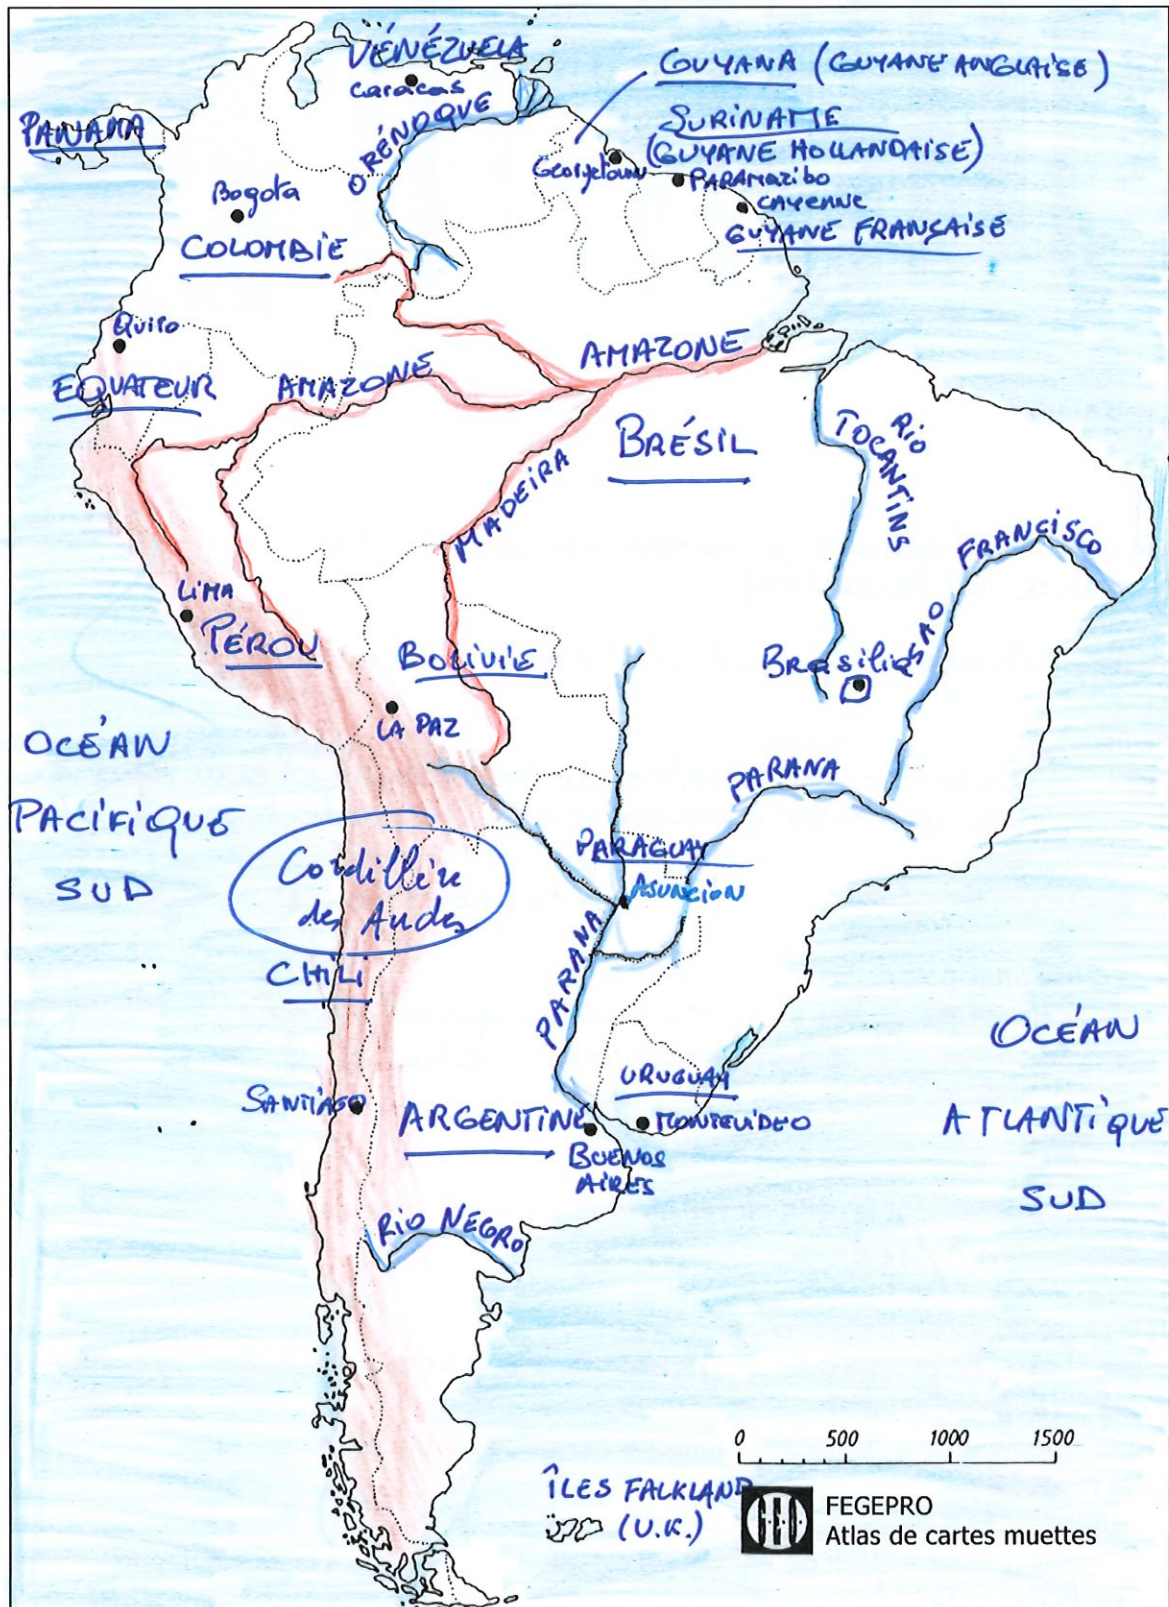 VÉNÉZUELA
Caracas
GUYANA (GUYANE ANGLAISE)
PANAMA
ORÉNOQUE
SURINAME
(GUYANE HOLLANDAISE)
Georgetown
PARAMARIBO
CAYENNE
GUYANE FRANÇAISE
Bogota
COLOMBIE
Quito
EQUATEUR
AMAZONE
AMAZONE
BRÉSIL
RIO
TOCANTINS
MADEIRA
SAO FRANCISCO
LIMA
PÉROU
BOLIVIE
Brasilia
LA PAZ
OCÉAN
PACIFIQUE
SUD
PARANA
PARAGUAY
ASUNCION
Cordillère
des Andes
CHILI
PARANA
OCÉAN
ATLANTIQUE
SUD
URUGUAY
SANTIAGO
ARGENTINE
MONTEVIDEO
BUENOS
AIRES
RIO NEGRO
0 500 1000 1500
ÎLES FALKLAND
(U.K.)
FEGEPRO
Atlas de cartes muettes